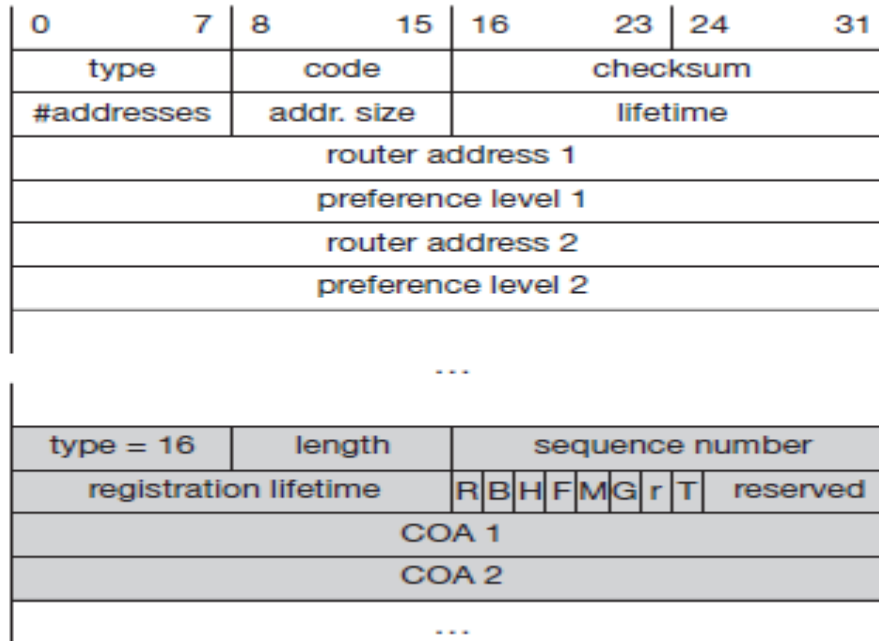 0 7 8 15 16 23 24 31
type code checksum
#addresses addr. size lifetime
router address 1
preference level 1
router address 2
preference level 2
...
type = 16 length sequence number
registration lifetime R B H F M G r T reserved
COA 1
COA 2
...